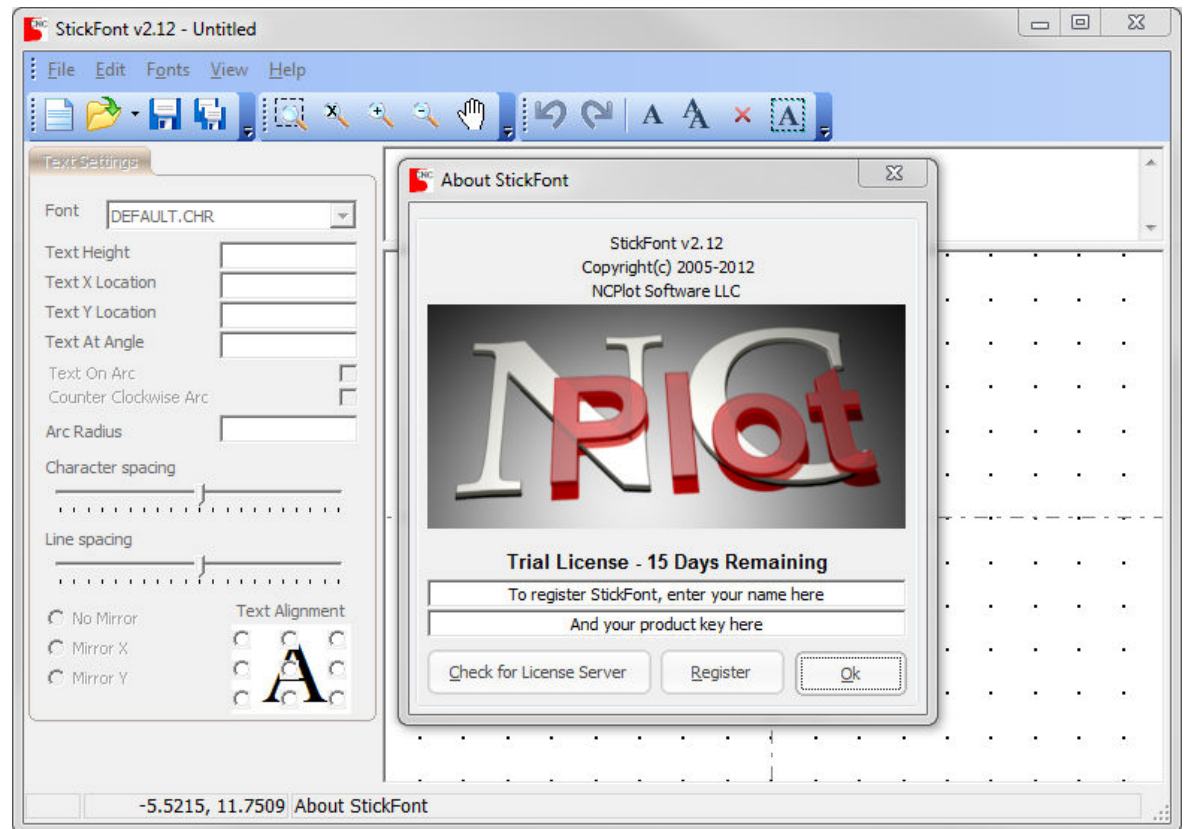 StickFont v2.12 - Untitled
File Edit Fonts View Help
Text Settings
Font DEFAULT.CHR
Text Height
Text X Location
Text Y Location
Text At Angle
Text On Arc
Counter Clockwise Arc
Arc Radius
Character spacing
Line spacing
No Mirror
Mirror X
Mirror Y
Text Alignment
A
CNC
About StickFont
StickFont v2.12
Copyright(c) 2005-2012
NCPlot Software LLC
NC
Plot
Trial License - 15 Days Remaining
To register StickFont, enter your name here
And your product key here
Check for License Server Register Ok
-5.5215, 11.7509 About StickFont